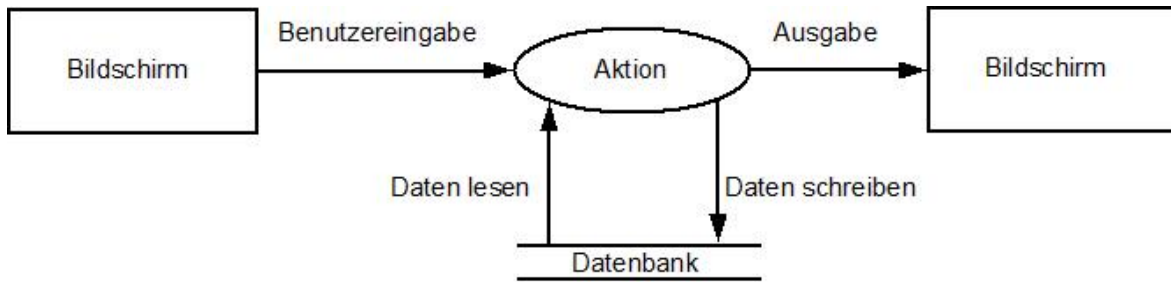 Benutzereingabe
Ausgabe
Bildschirm
Aktion
Bildschirm
Daten lesen
Daten schreiben
Datenbank